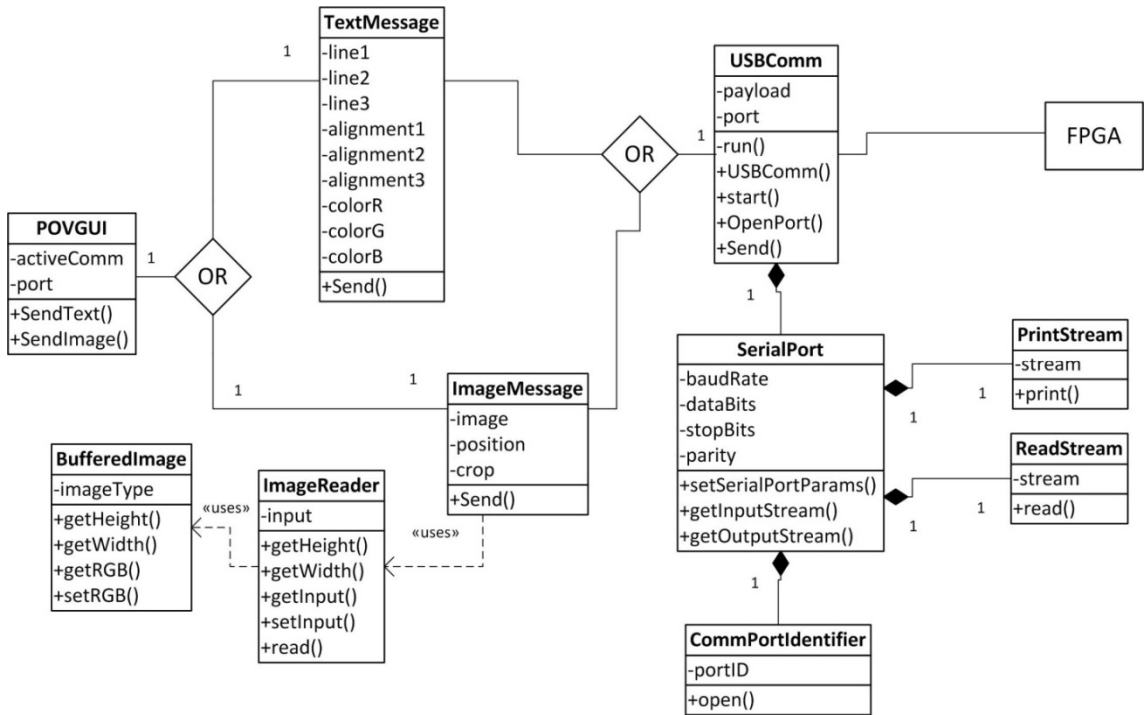 TextMessage
-line1
-line2
-line3
-alignment1
-alignment2
-alignment3
-colorR
-colorG
-colorB
+Send()
1
1
POVGUI
-activeComm
-port
+SendText()
+SendImage()
1
OR
1
1
OR
1
USBComm
-payload
-port
-run()
+USBComm()
+start()
+OpenPort()
+Send()
FPGA
1
SerialPort
-baudRate
-dataBits
-stopBits
-parity
+setSerialPortParams()
+getInputStream()
+getOutputStream()
1
1
PrintStream
-stream
+print()
1
1
ReadStream
-stream
+read()
1
CommPortIdentifier
-portID
+open()
ImageMessage
-image
-position
-crop
+Send()
«uses»
ImageReader
-input
+getHeight()
+getWidth()
+getInput()
+setInput()
+read()
«uses»
BufferedImage
-imageType
+getHeight()
+getWidth()
+getRGB()
+setRGB()